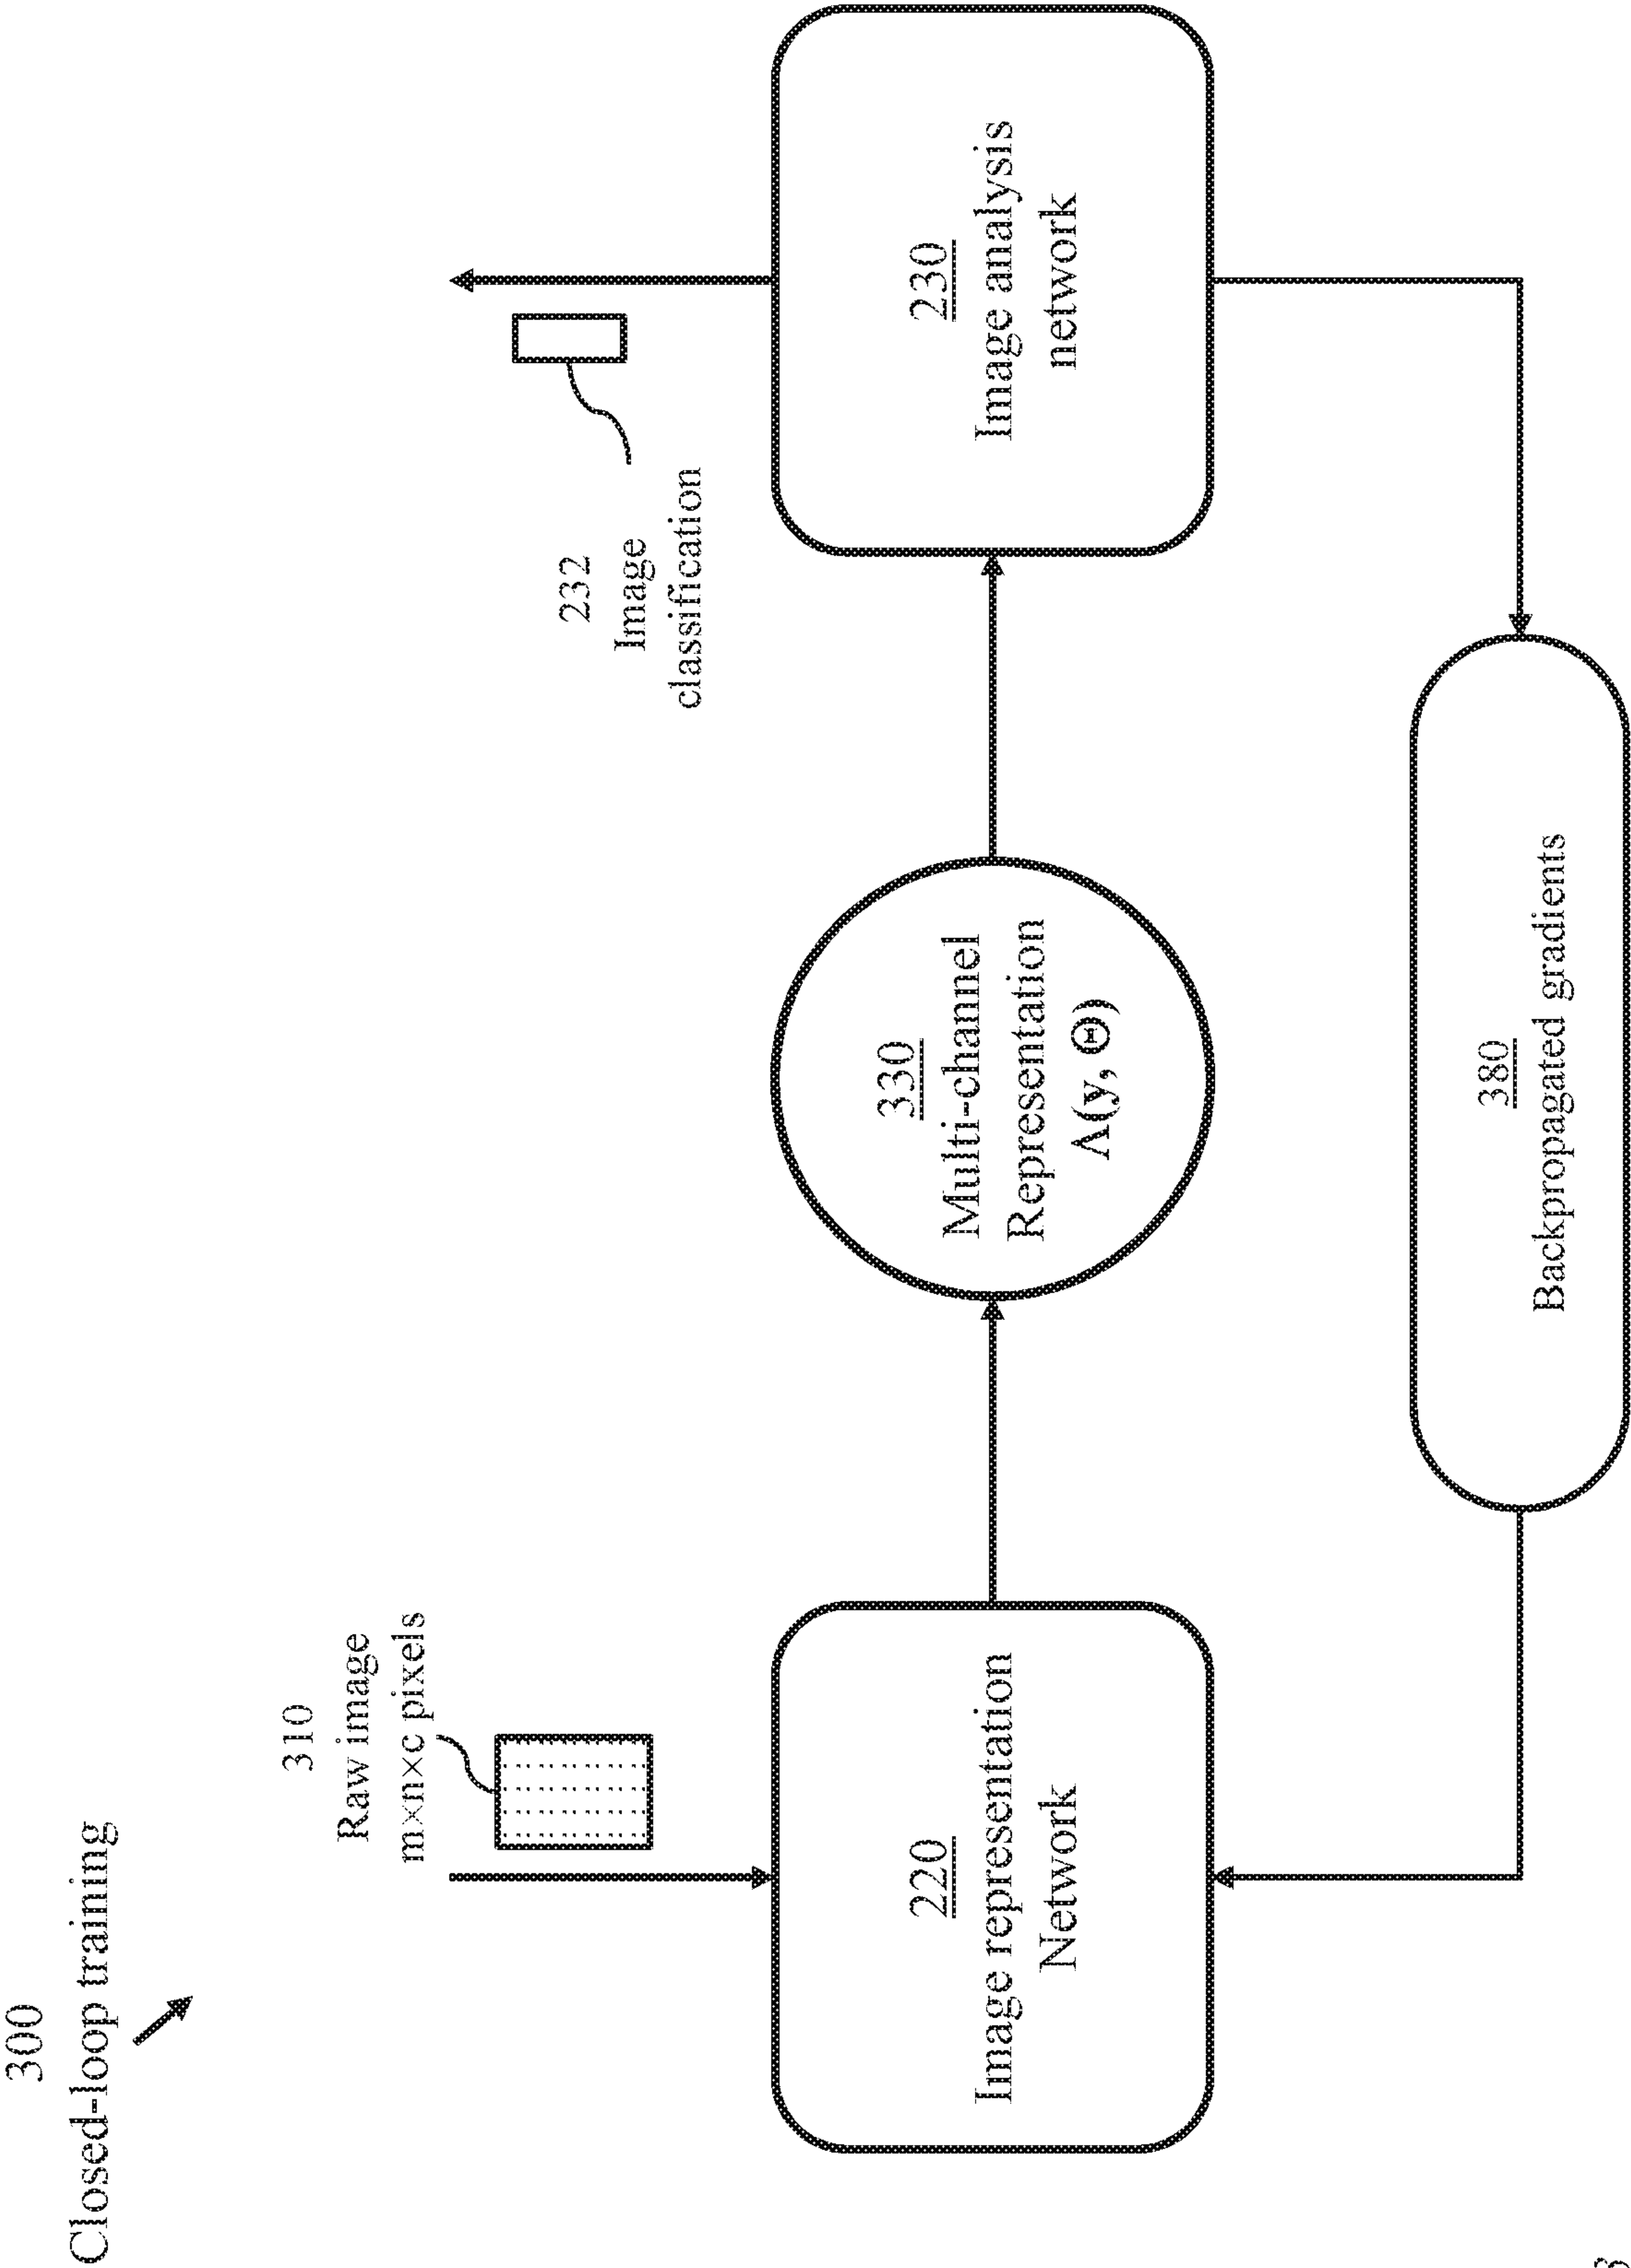 300
Closed-loop training
310
Raw image
m×n×c pixels
232
Image
classification
220
Image representation
Network
330
Multi-channel
Representation
Λ(y, Θ)
230
Image analysis
network
380
Backpropagated gradients